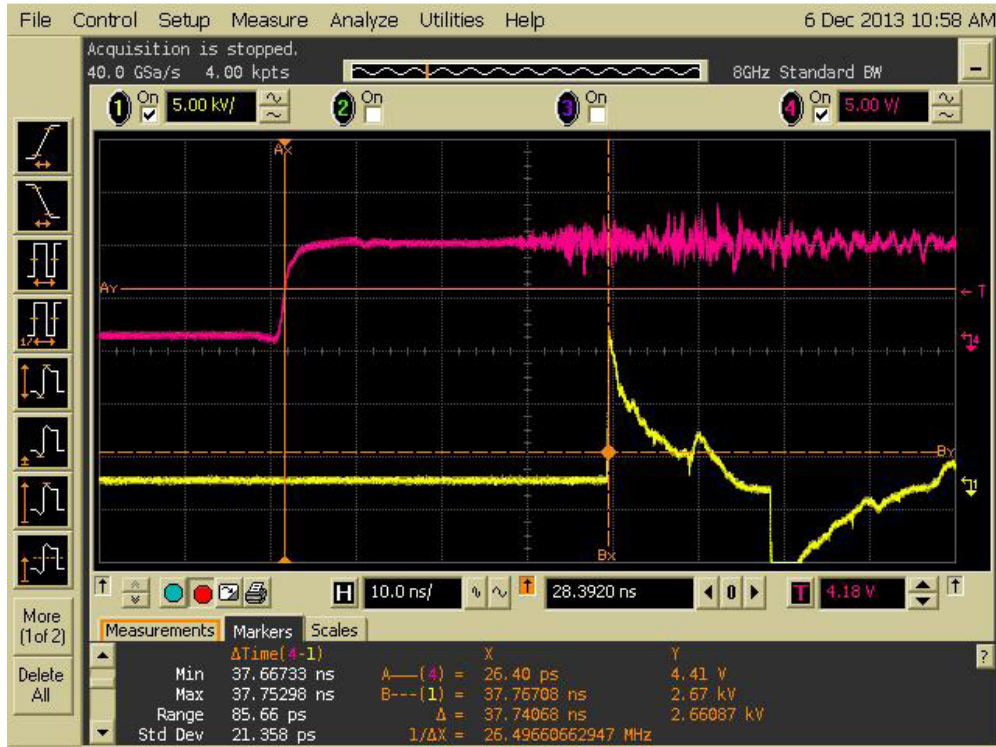 File Control Setup Measure Analyze Utilities Help 6 Dec 2013 10:58 AM
Acquisition is stopped.
40.0 GSa/s 4.00 kpts 8GHz Standard BW
1 On 5.00 kV/ 2 On 3 On 4 On 5.00 V/
Ax
Ay
T
4
1/
By
1
Bx
H 10.0 ns/ 28.3920 ns 0 T 4.18 V
More
(1of 2)
Delete
All
Measurements Markers Scales
ΔTime(4-1) X Y
Min 37.66733 ns A——(4) = 26.40 ps 4.41 V
Max 37.75298 ns B---(1) = 37.76708 ns 2.67 kV
Range 85.66 ps Δ = 37.74068 ns 2.66087 kV
Std Dev 21.358 ps 1/ΔX = 26.49660662947 MHz
?